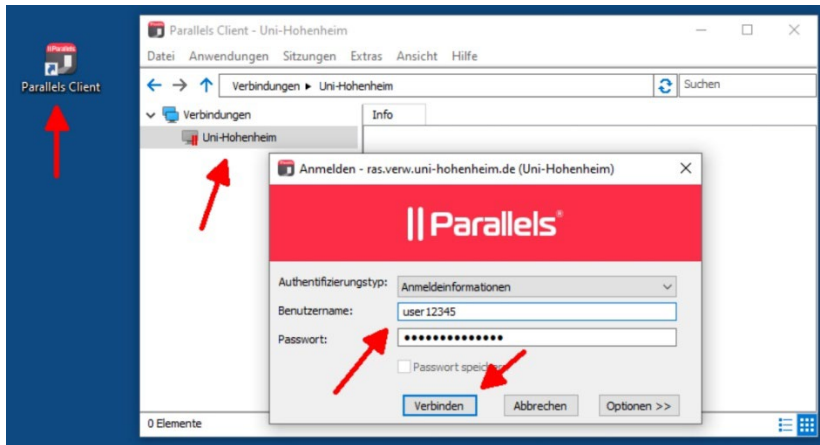 Parallels
Parallels Client
Parallels Client - Uni-Hohenheim
Datei Anwendungen Sitzungen Extras Ansicht Hilfe
Verbindungen ▸ Uni-Hohenheim Suchen
Verbindungen Info
Uni-Hohenheim
Anmelden - ras.verw.uni-hohenheim.de (Uni-Hohenheim)
|| Parallels®
Authentifizierungstyp: Anmeldeinformationen
Benutzername: user12345
Passwort: ••••••••••••••
Passwort
Verbinden Abbrechen Optionen >>
0 Elemente